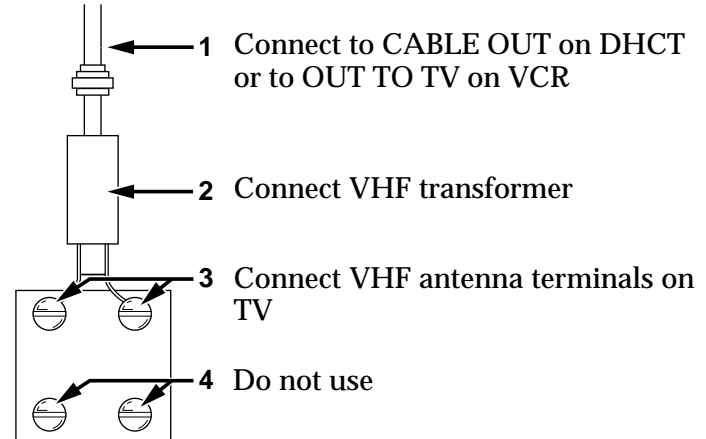 1 Connect to CABLE OUT on DHCT
or to OUT TO TV on VCR
2 Connect VHF transformer
3 Connect VHF antenna terminals on
TV
4 Do not use